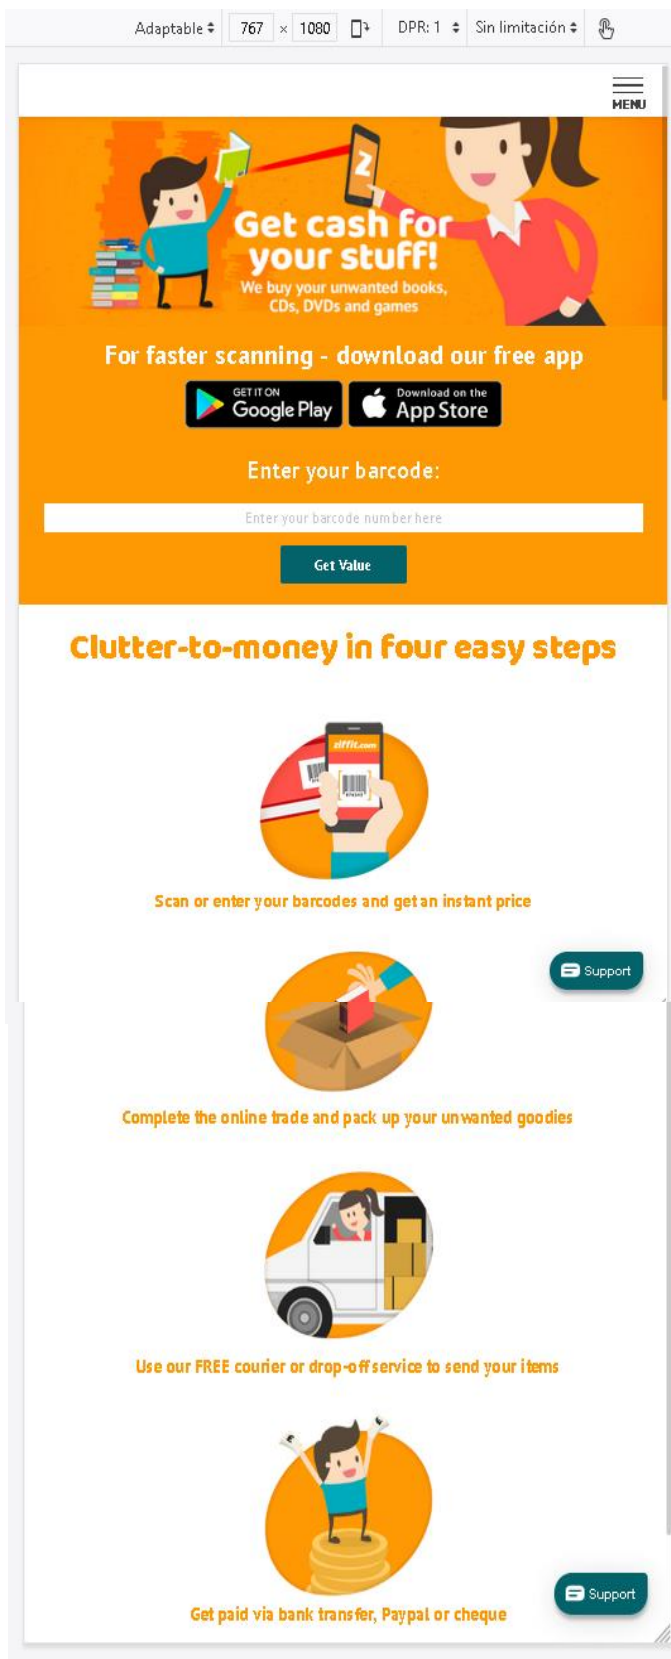 Adaptable 767 × 1080 DPR: 1 Sin limitación
MENU
Z
Get cash for
your stuff!
We buy your unwanted books,
CDs, DVDs and games
For faster scanning - download our free app
GET IT ON
Google Play
Download on the
App Store
Enter your barcode:
Enter your barcode number here
Get Value
Clutter-to-money in four easy steps
ziffit.com
Scan or enter your barcodes and get an instant price
Support
Complete the online trade and pack up your unwanted goodies
Use our FREE courier or drop-off service to send your items
Support
Get paid via bank transfer, Paypal or cheque